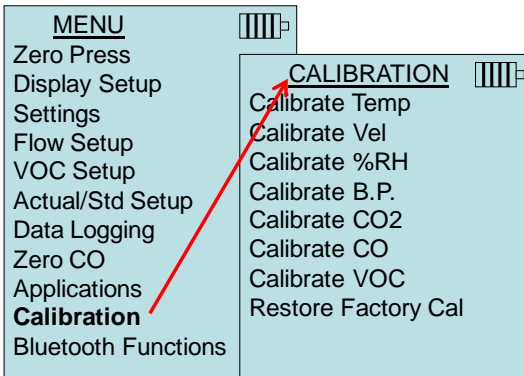 MENU
Zero Press
Display Setup
Settings
Flow Setup
VOC Setup
Actual/Std Setup
Data Logging
Zero CO
Applications
Calibration
Bluetooth Functions
CALIBRATION
Calibrate Temp
Calibrate Vel
Calibrate %RH
Calibrate B.P.
Calibrate CO2
Calibrate CO
Calibrate VOC
Restore Factory Cal